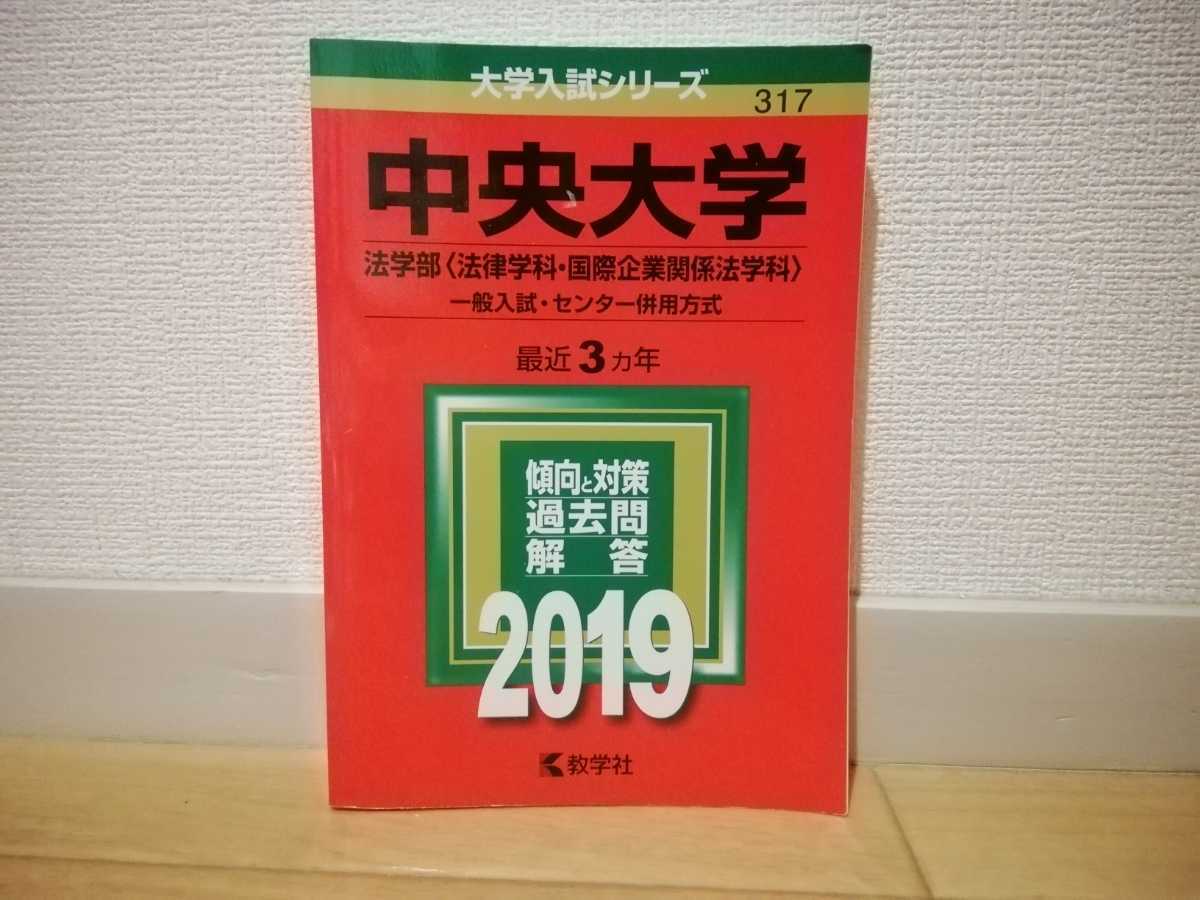 大学入試シリーズ
317
中央大学
法学部〈法律学科・国際企業関係法学科〉
一般入試・センター併用方式
最近3カ年
傾向と対策
過去問
解答
2019
教学社